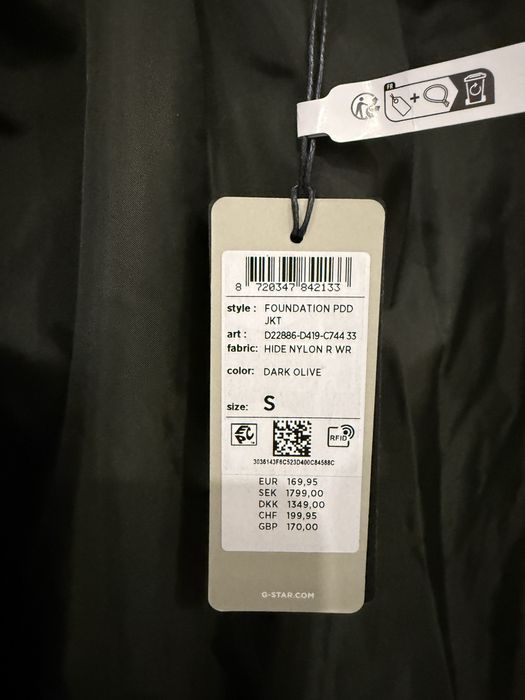 FR
+
8 720347 842133
style : FOUNDATION PDD
JKT
art : D22886-D419-C744 33
fabric: HIDE NYLON R WR
color: DARK OLIVE
size: S
EPC
RFID
3036143F6C523D400C84588C
EUR 169,95
SEK 1799,00
DKK 1349,00
CHF 199,95
GBP 170,00
G-STAR.COM